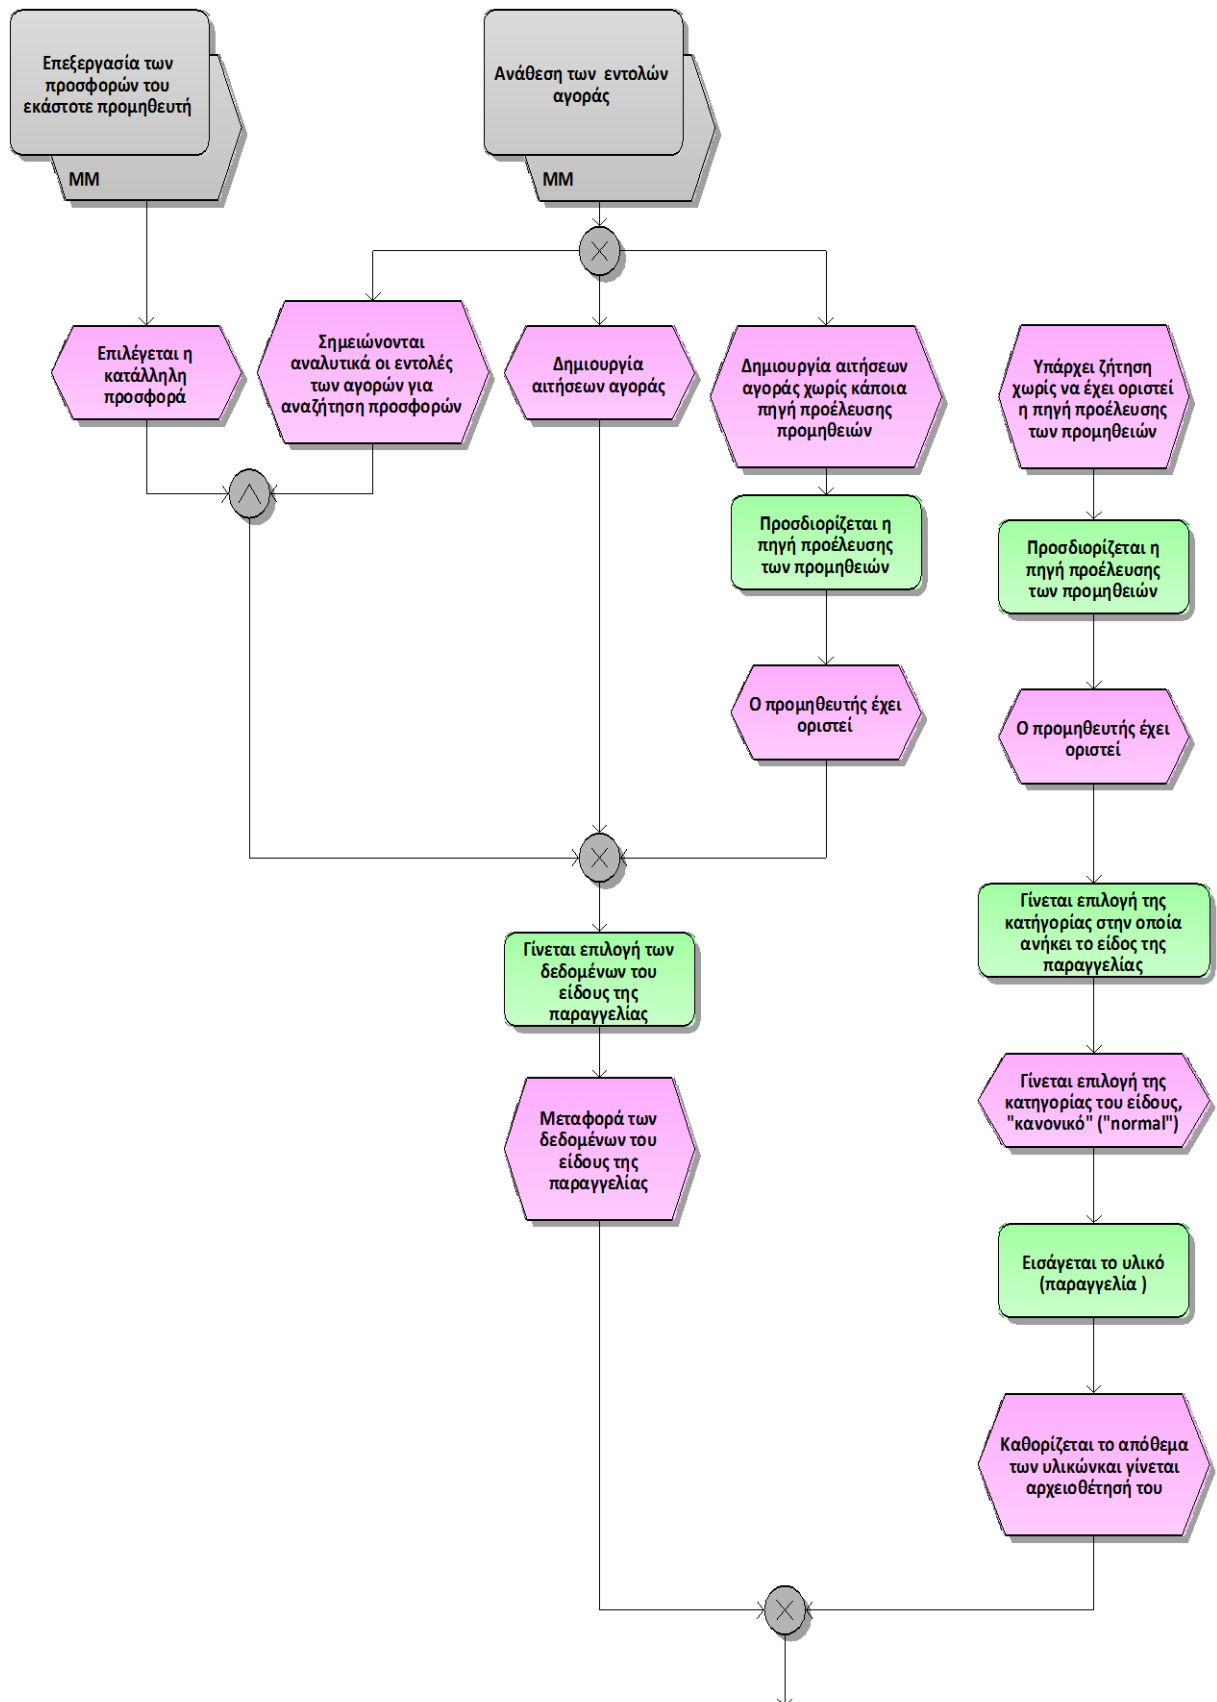 Επεξεργασία των
προσφορών του
εκάστοτε προμηθευτή
MM
Ανάθεση των εντολών
αγοράς
MM
Επιλέγεται η
κατάλληλη
προσφορά
Σημειώνονται
αναλυτικά οι εντολές
των αγορών για
αναζήτηση προσφορών
Δημιουργία
αιτήσεων αγοράς
Δημιουργία αιτήσεων
αγοράς χωρίς κάποια
πηγή προέλευσης
προμηθειών
Υπάρχει ζήτηση
χωρίς να έχει οριστεί
η πηγή προέλευσης
των προμηθειών
Προσδιορίζεται η
πηγή προέλευσης
των προμηθειών
Προσδιορίζεται η
πηγή προέλευσης
των προμηθειών
Ο προμηθευτής έχει
οριστεί
Ο προμηθευτής έχει
οριστεί
Γίνεται επιλογή των
δεδομένων του
είδους της
παραγγελίας
Γίνεται επιλογή της
κατήγορίας στην οποία
ανήκει το είδος της
παραγγελίας
Μεταφορά των
δεδομένων του
είδους της
παραγγελίας
Γίνεται επιλογή της
κατηγορίας του είδους,
"κανονικό" ("normal")
Εισάγεται το υλικό
(παραγγελία )
Καθορίζεται το απόθεμα
των υλικώνκαι γίνεται
αρχειοθέτησή του